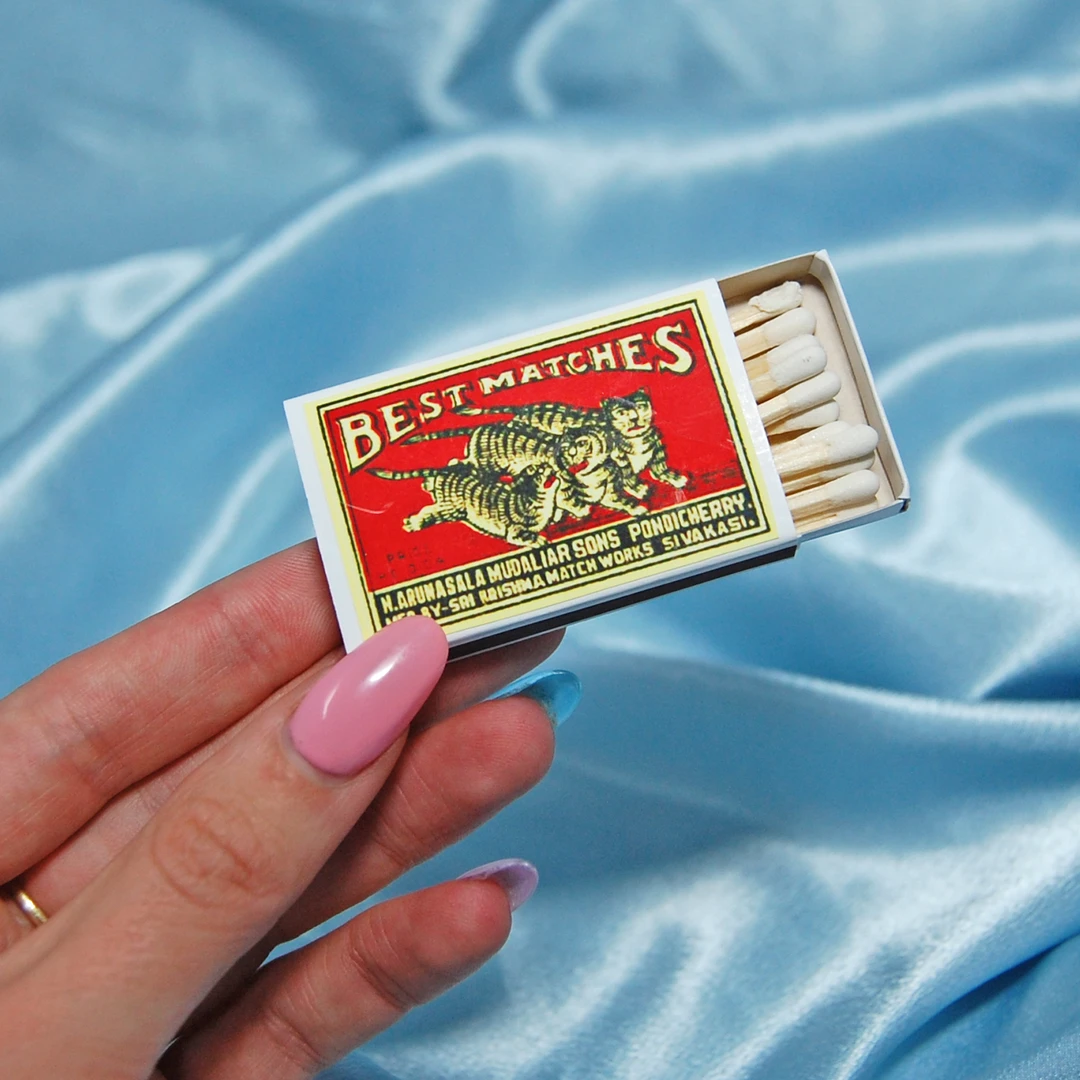 BEST MATCHES
N.ARUNASALA MUDALIAR SONS PONDICHERRY.
MFD BY-SRI KRISHNA MATCH WORKS SIVAKASI.